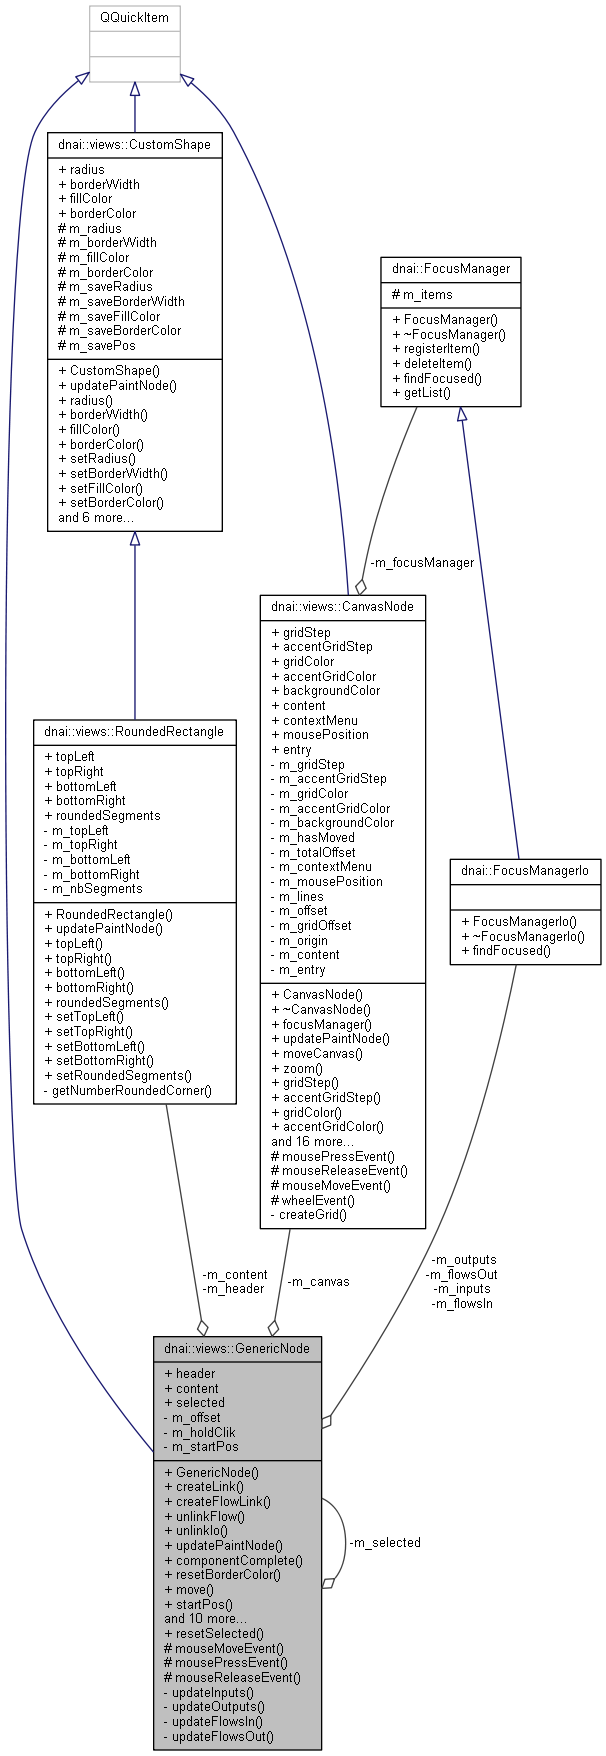 QQuickItem
dnai::views::CustomShape
+ radius
+ borderWidth
+ fillColor
+ borderColor
# m_radius
# m_borderWidth
# m_fillColor
# m_borderColor
# m_saveRadius
# m_saveBorderWidth
# m_saveFillColor
# m_saveBorderColor
# m_savePos
+ CustomShape()
+ updatePaintNode()
+ radius()
+ borderWidth()
+ fillColor()
+ borderColor()
+ setRadius()
+ setBorderWidth()
+ setFillColor()
+ setBorderColor()
and 6 more...
dnai::FocusManager
# m_items
+ FocusManager()
+ ~FocusManager()
+ registerItem()
+ deleteItem()
+ findFocused()
+ getList()
-m_focusManager
dnai::views::CanvasNode
+ gridStep
+ accentGridStep
+ gridColor
+ accentGridColor
+ backgroundColor
+ content
+ contextMenu
+ mousePosition
+ entry
- m_gridStep
- m_accentGridStep
- m_gridColor
- m_accentGridColor
- m_backgroundColor
- m_hasMoved
- m_totalOffset
- m_contextMenu
- m_mousePosition
- m_lines
- m_offset
- m_gridOffset
- m_origin
- m_content
- m_entry
+ CanvasNode()
+ ~CanvasNode()
+ focusManager()
+ updatePaintNode()
+ moveCanvas()
+ zoom()
+ gridStep()
+ accentGridStep()
+ gridColor()
+ accentGridColor()
and 16 more...
# mousePressEvent()
# mouseReleaseEvent()
# mouseMoveEvent()
# wheelEvent()
- createGrid()
dnai::views::RoundedRectangle
+ topLeft
+ topRight
+ bottomLeft
+ bottomRight
+ roundedSegments
- m_topLeft
- m_topRight
- m_bottomLeft
- m_bottomRight
- m_nbSegments
+ RoundedRectangle()
+ updatePaintNode()
+ topLeft()
+ topRight()
+ bottomLeft()
+ bottomRight()
+ roundedSegments()
+ setTopLeft()
+ setTopRight()
+ setBottomLeft()
+ setBottomRight()
+ setRoundedSegments()
- getNumberRoundedCorner()
dnai::FocusManagerIo
+ FocusManagerIo()
+ ~FocusManagerIo()
+ findFocused()
-m_content
-m_header
-m_canvas
-m_outputs
-m_flowsOut
-m_inputs
-m_flowsIn
dnai::views::GenericNode
+ header
+ content
+ selected
- m_offset
- m_holdClik
- m_startPos
+ GenericNode()
+ createLink()
+ createFlowLink()
+ unlinkFlow()
+ unlinkIo()
+ updatePaintNode()
+ componentComplete()
+ resetBorderColor()
+ move()
+ startPos()
and 10 more...
+ resetSelected()
# mouseMoveEvent()
# mousePressEvent()
# mouseReleaseEvent()
- updateInputs()
- updateOutputs()
- updateFlowsIn()
- updateFlowsOut()
-m_selected